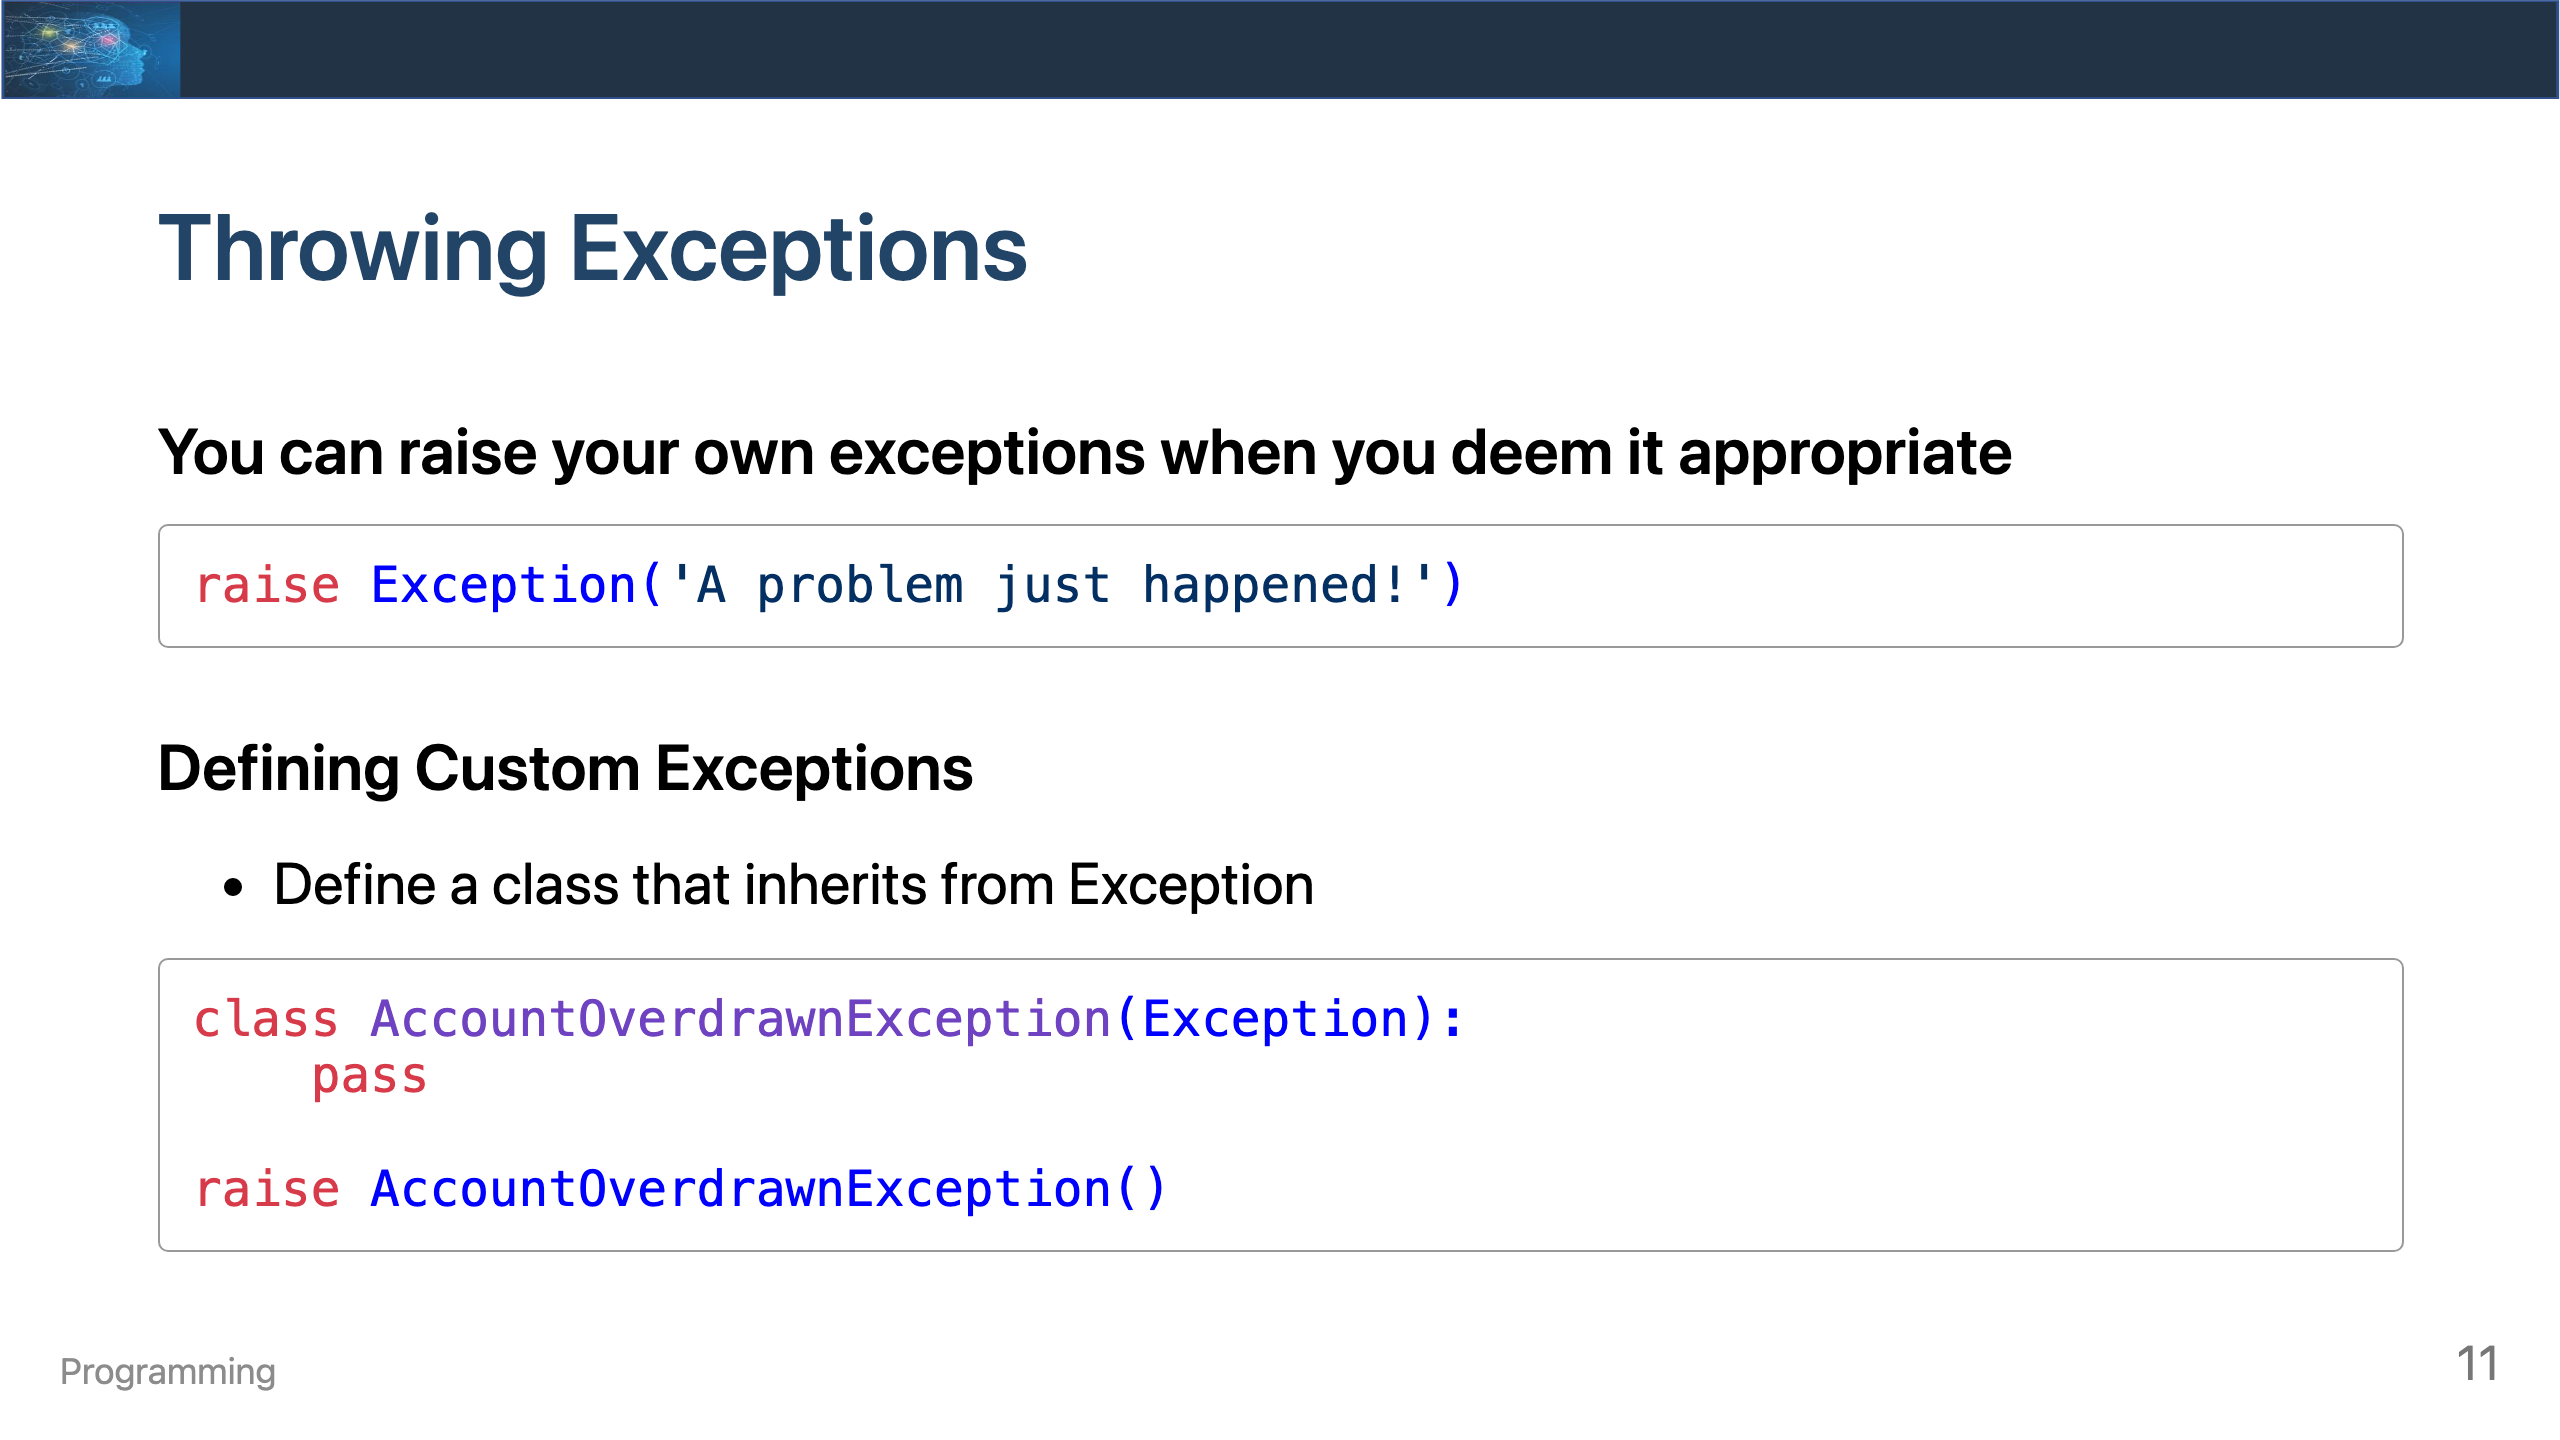 Throwing Exceptions
You can raise your own exceptions when you deem it appropriate
raise Exception('A problem just happened!')
Defining Custom Exceptions
• Define a class that inherits from Exception
class AccountOverdrawnException(Exception):
    pass
raise AccountOverdrawnException()
Programming
11